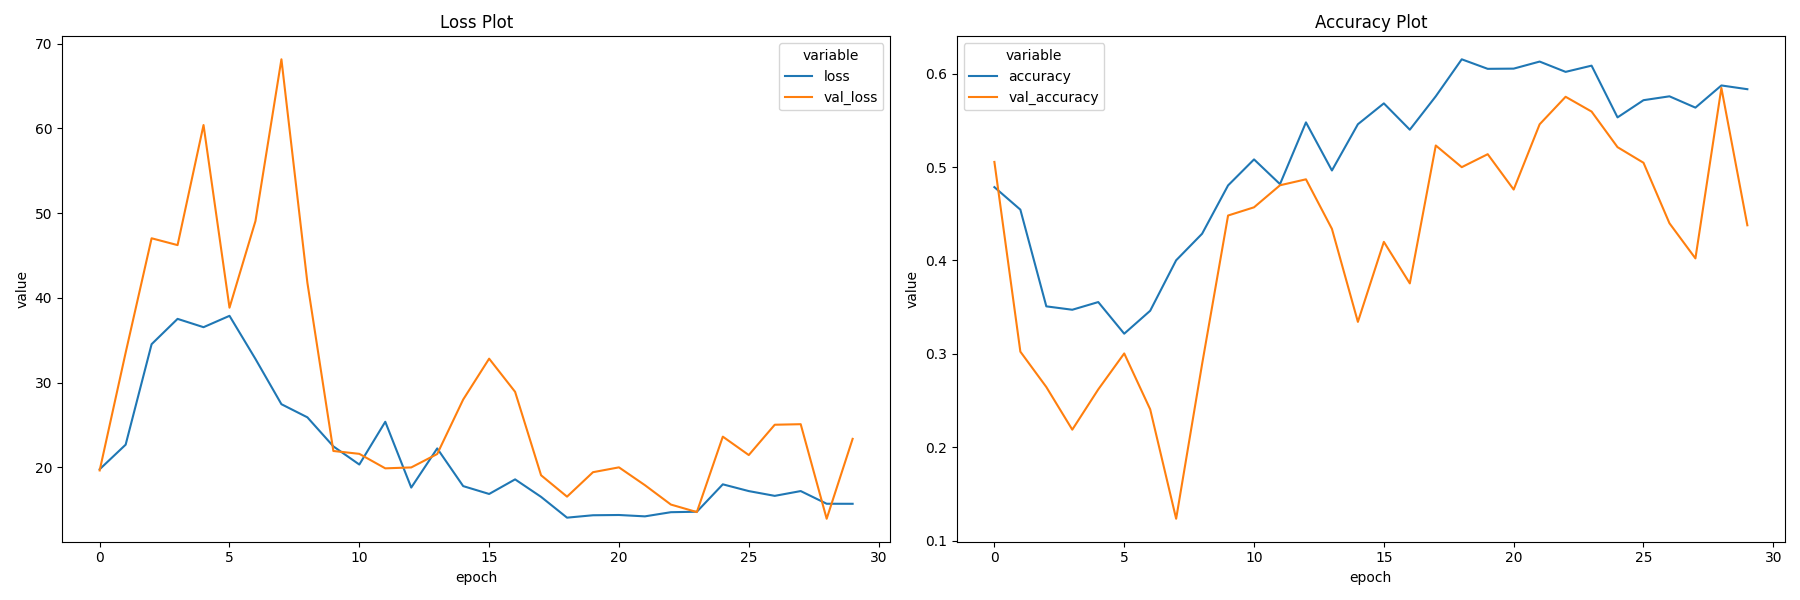 Loss Plot
variable
loss
val_loss
70
60
50
40
30
20
value
0 5 10 15 20 25 30
epoch
Accuracy Plot
variable
accuracy
val_accuracy
0.6
0.5
0.4
0.3
0.2
0.1
value
0 5 10 15 20 25 30
epoch